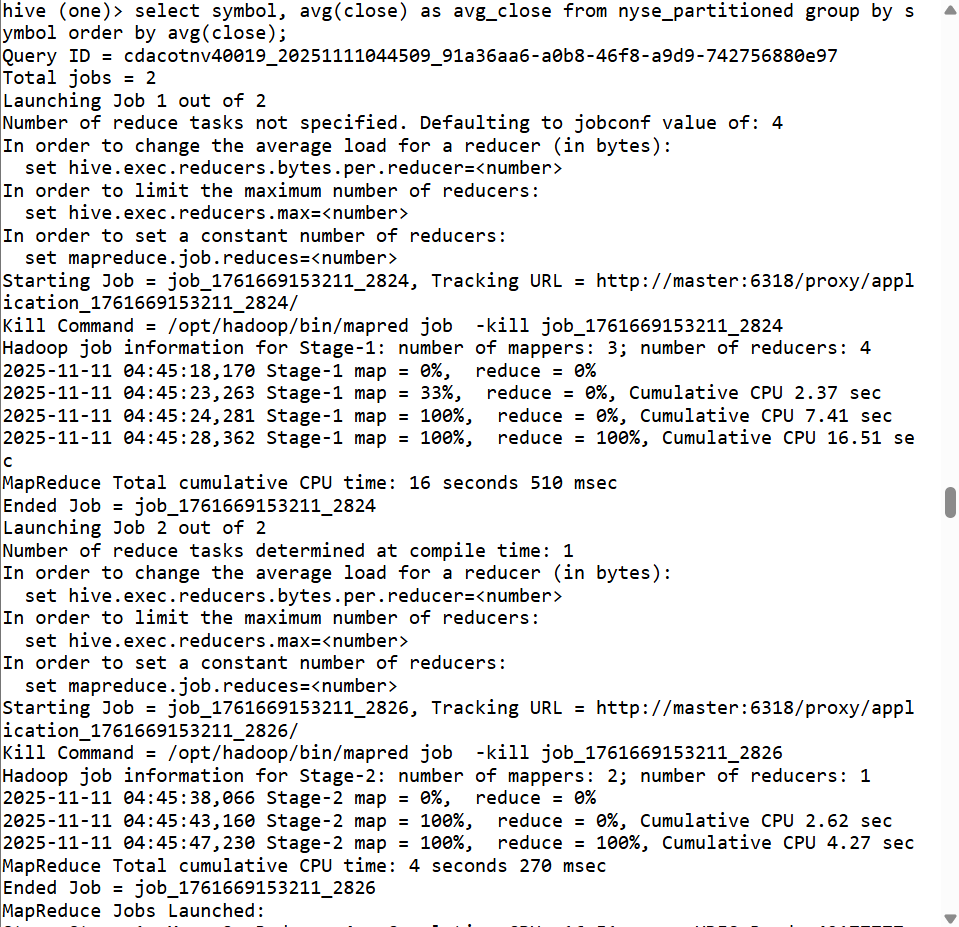 hive (one)> select symbol, avg(close) as avg_close from nyse_partitioned group by s
ymbol order by avg(close);
Query ID = cdacotnv40019_20251111044509_91a36aa6-a0b8-46f8-a9d9-742756880e97
Total jobs = 2
Launching Job 1 out of 2
Number of reduce tasks not specified. Defaulting to jobconf value of: 4
In order to change the average load for a reducer (in bytes):
  set hive.exec.reducers.bytes.per.reducer=<number>
In order to limit the maximum number of reducers:
  set hive.exec.reducers.max=<number>
In order to set a constant number of reducers:
  set mapreduce.job.reduces=<number>
Starting Job = job_1761669153211_2824, Tracking URL = http://master:6318/proxy/appl
ication_1761669153211_2824/
Kill Command = /opt/hadoop/bin/mapred job  -kill job_1761669153211_2824
Hadoop job information for Stage-1: number of mappers: 3; number of reducers: 4
2025-11-11 04:45:18,170 Stage-1 map = 0%,  reduce = 0%
2025-11-11 04:45:23,263 Stage-1 map = 33%,  reduce = 0%, Cumulative CPU 2.37 sec
2025-11-11 04:45:24,281 Stage-1 map = 100%,  reduce = 0%, Cumulative CPU 7.41 sec
2025-11-11 04:45:28,362 Stage-1 map = 100%,  reduce = 100%, Cumulative CPU 16.51 se
c
MapReduce Total cumulative CPU time: 16 seconds 510 msec
Ended Job = job_1761669153211_2824
Launching Job 2 out of 2
Number of reduce tasks determined at compile time: 1
In order to change the average load for a reducer (in bytes):
  set hive.exec.reducers.bytes.per.reducer=<number>
In order to limit the maximum number of reducers:
  set hive.exec.reducers.max=<number>
In order to set a constant number of reducers:
  set mapreduce.job.reduces=<number>
Starting Job = job_1761669153211_2826, Tracking URL = http://master:6318/proxy/appl
ication_1761669153211_2826/
Kill Command = /opt/hadoop/bin/mapred job  -kill job_1761669153211_2826
Hadoop job information for Stage-2: number of mappers: 2; number of reducers: 1
2025-11-11 04:45:38,066 Stage-2 map = 0%,  reduce = 0%
2025-11-11 04:45:43,160 Stage-2 map = 100%,  reduce = 0%, Cumulative CPU 2.62 sec
2025-11-11 04:45:47,230 Stage-2 map = 100%,  reduce = 100%, Cumulative CPU 4.27 sec
MapReduce Total cumulative CPU time: 4 seconds 270 msec
Ended Job = job_1761669153211_2826
MapReduce Jobs Launched: